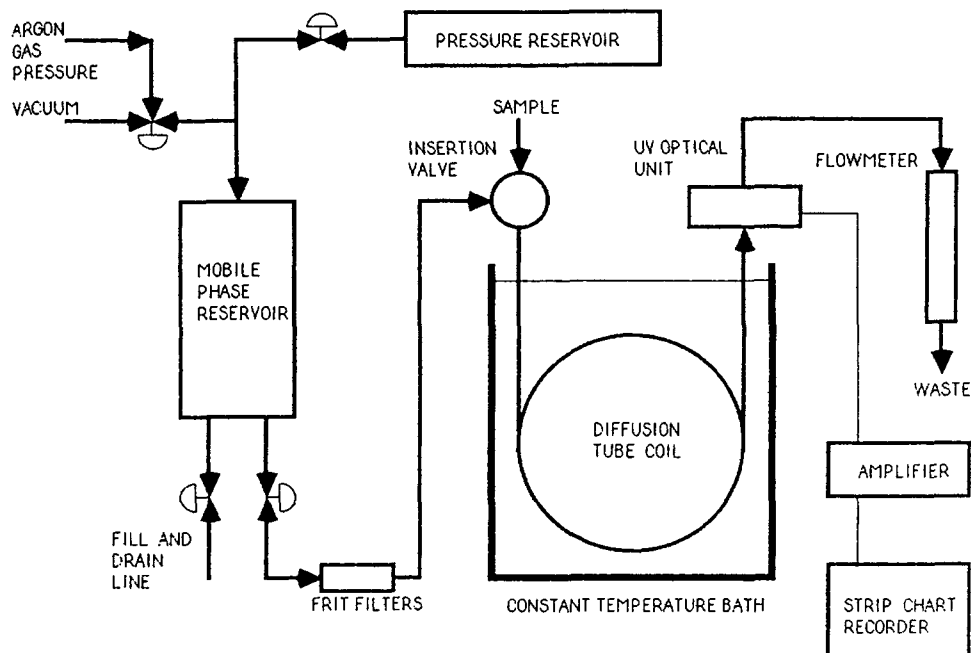 ARGON
GAS
PRESSURE
VACUUM
PRESSURE RESERVOIR
SAMPLE
INSERTION
VALVE
UV OPTICAL
UNIT
FLOWMETER
MOBILE
PHASE
RESERVOIR
DIFFUSION
TUBE COIL
WASTE
AMPLIFIER
FILL AND
DRAIN
LINE
FRIT FILTERS
CONSTANT TEMPERATURE BATH
STRIP CHART
RECORDER